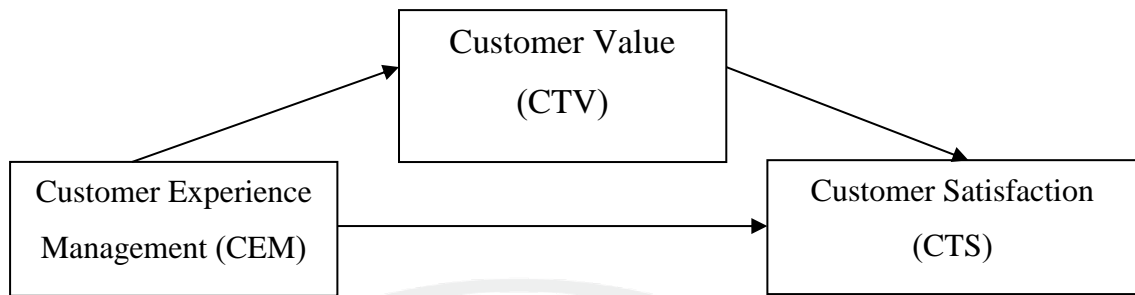 Customer Value
(CTV)
Customer Experience
Management (CEM)
Customer Satisfaction
(CTS)